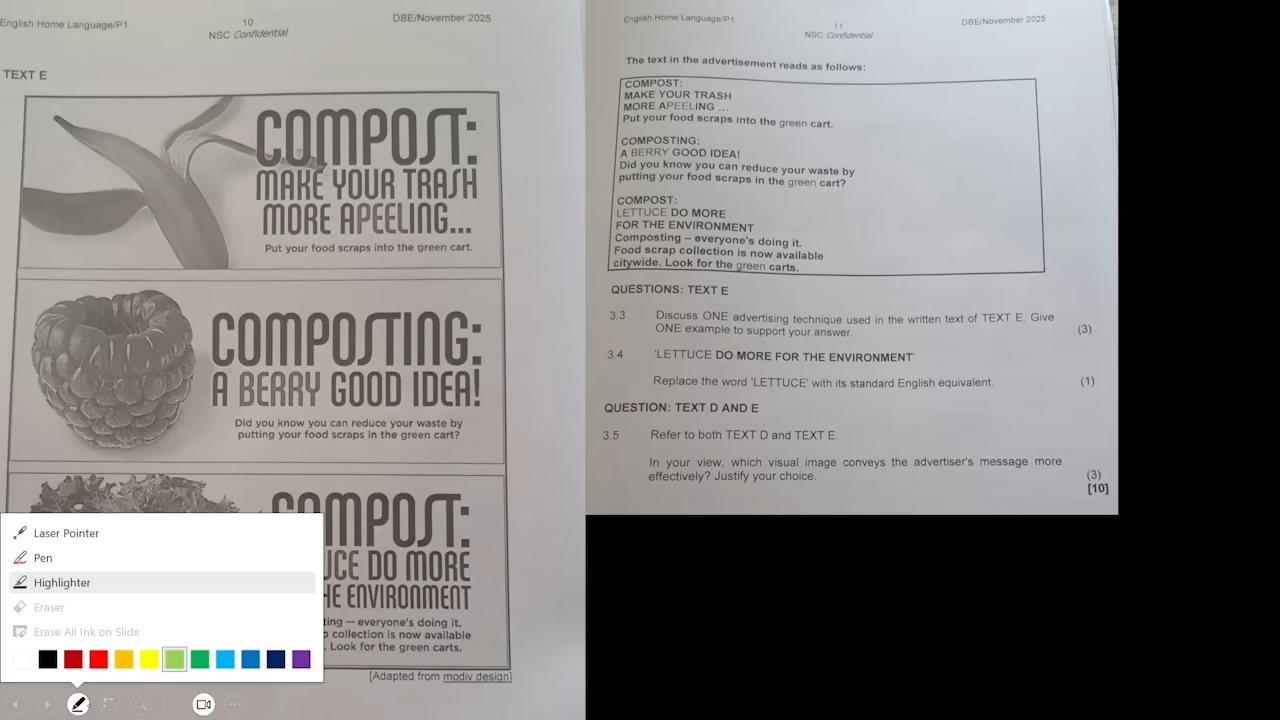 English Home Language/P1
10
DBE/November 2025
NSC Confidential
TEXT E
COMPOST:
MAKE YOUR TRASH
MORE APEELING...
Put your food scraps into the green cart.
COMPOSTING:
A BERRY GOOD IDEA!
Did you know you can reduce your waste by
putting your food scraps in the green cart?
COMPOST:
UCE DO MORE
HE ENVIRONMENT
ting – everyone's doing it.
collection is now available
. Look for the green carts.
[Adapted from modiv.design]
English Home Language/P1
11
DBE/November 2025
NSC Confidential
The text in the advertisement reads as follows:
COMPOST:
MAKE YOUR TRASH
MORE APEELING ...
Put your food scraps into the green cart.
COMPOSTING:
A BERRY GOOD IDEA!
Did you know you can reduce your waste by
putting your food scraps in the green cart?
COMPOST:
LETTUCE DO MORE
FOR THE ENVIRONMENT
Composting – everyone's doing it.
Food scrap collection is now available
citywide. Look for the green carts.
QUESTIONS: TEXT E
3.3 Discuss ONE advertising technique used in the written text of TEXT E. Give
ONE example to support your answer. (3)
3.4 'LETTUCE DO MORE FOR THE ENVIRONMENT'
Replace the word 'LETTUCE' with its standard English equivalent. (1)
QUESTION: TEXT D AND E
3.5 Refer to both TEXT D and TEXT E.
In your view, which visual image conveys the advertiser's message more
effectively? Justify your choice. (3)
[10]
Laser Pointer
Pen
Highlighter
Eraser
Erase All Ink on Slide